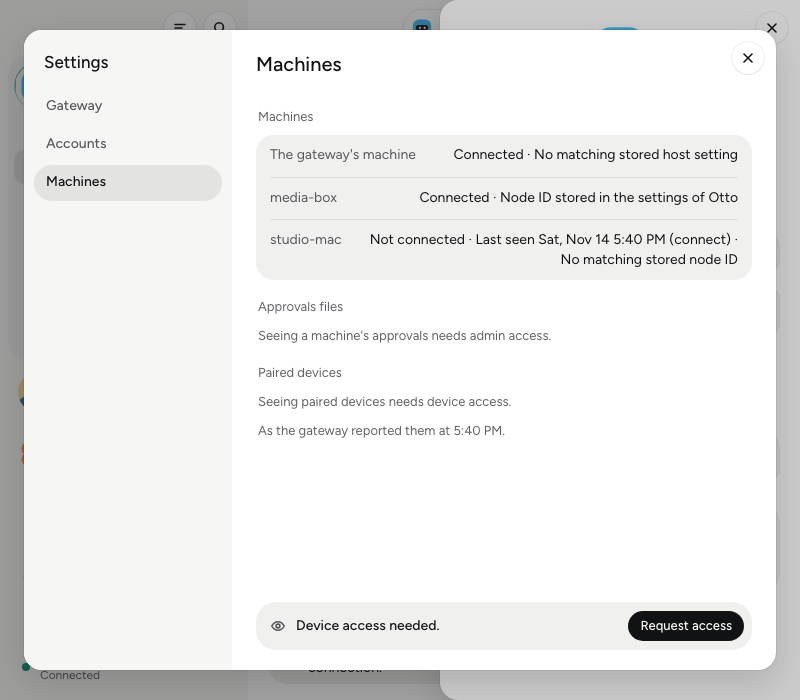 Settings
Gateway
Accounts
Machines
Machines
Machines
The gateway's machine
Connected · No matching stored host setting
media-box
Connected · Node ID stored in the settings of Otto
studio-mac
Not connected · Last seen Sat, Nov 14 5:40 PM (connect) ·
No matching stored node ID
Approvals files
Seeing a machine's approvals needs admin access.
Paired devices
Seeing paired devices needs device access.
As the gateway reported them at 5:40 PM.
Device access needed.
Request access
connection.
Connected